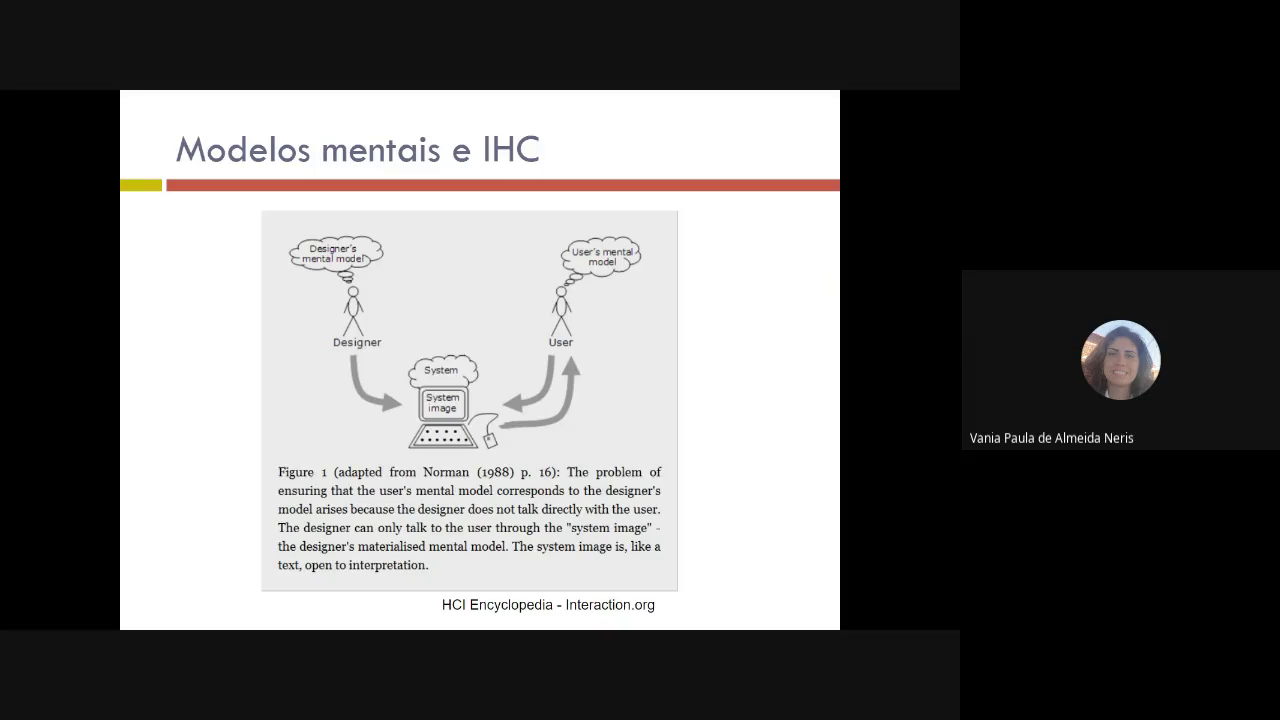 Modelos mentais e IHC
Designer's
mental model
User's mental
model
Designer
User
System
System
image
Figure 1 (adapted from Norman (1988) p. 16): The problem of
ensuring that the user's mental model corresponds to the designer's
model arises because the designer does not talk directly with the user.
The designer can only talk to the user through the "system image" -
the designer's materialised mental model. The system image is, like a
text, open to interpretation.
HCI Encyclopedia - Interaction.org
Vania Paula de Almeida Neris